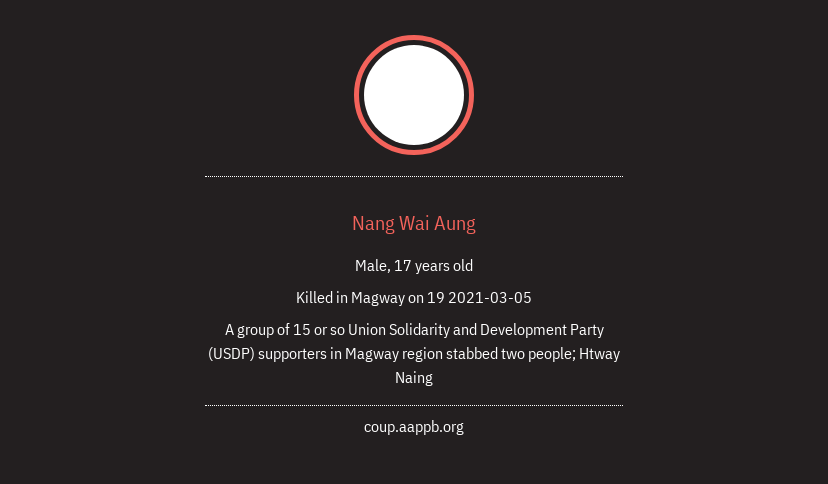 Nang Wai Aung
Male, 17 years old
Killed in Magway on 19 2021-03-05
A group of 15 or so Union Solidarity and Development Party
(USDP) supporters in Magway region stabbed two people; Htway
Naing
coup.aappb.org